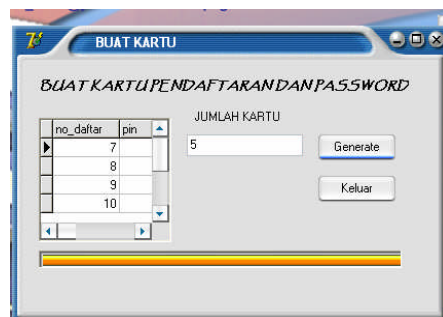 BUAT KARTU
BUAT KARTU PENDAFTARAN DAN PASSWORD
JUMLAH KARTU
no_daftar pin
5
Generate
7
8
9
10
Keluar